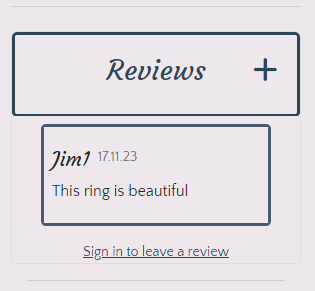 Reviews +
Jim1 17.11.23
This ring is beautiful
Sign in to leave a review